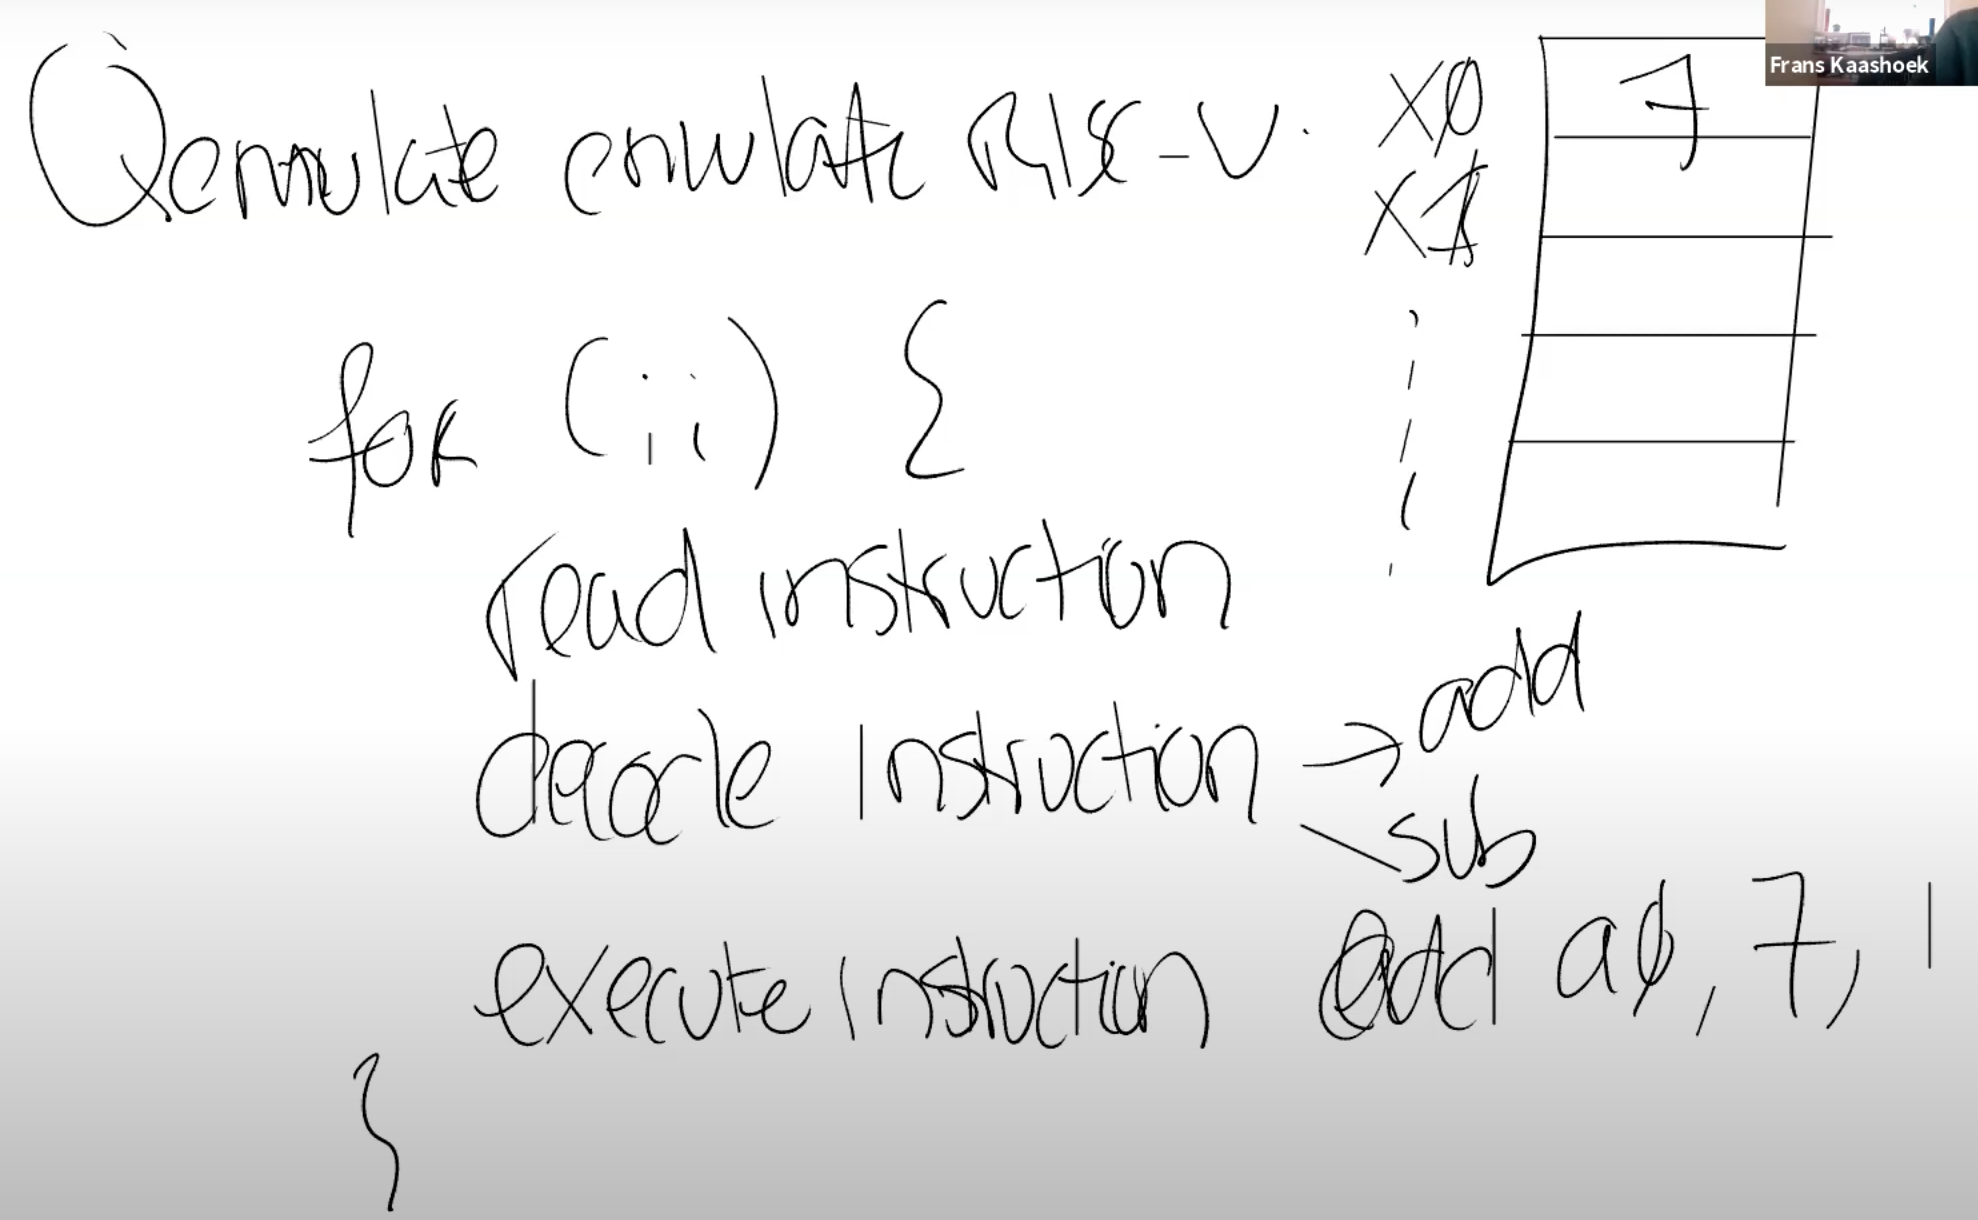 Qemulate emulate RISC-V.
Frans Kaashoek
x0 7
x1
for (;;) {
read instruction
decode instruction → add
sub
execute instruction add a0, 7, 1
}